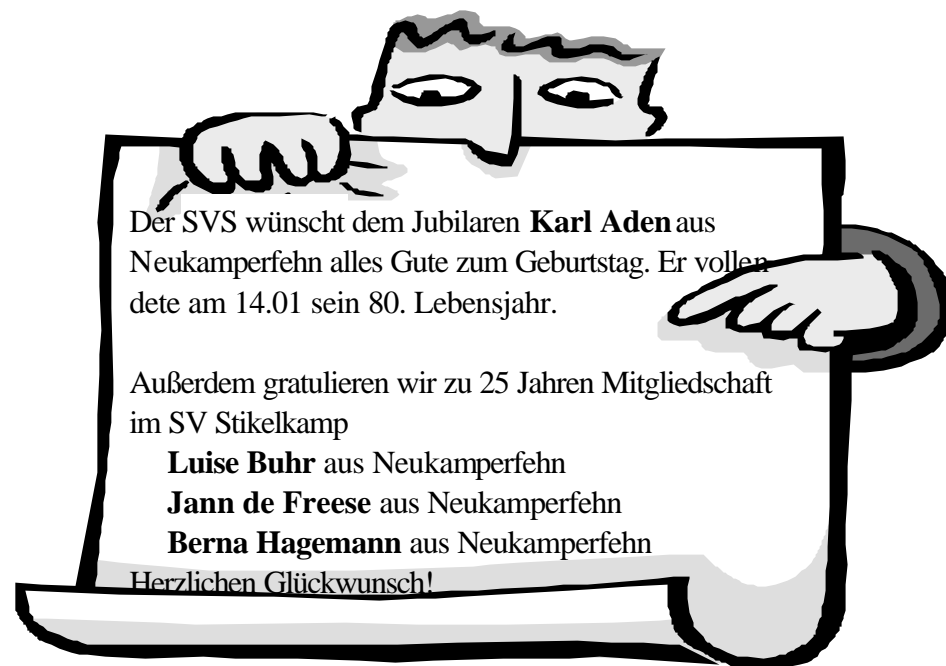 Der SVS wünscht dem Jubilaren Karl Aden aus
Neukamperfehn alles Gute zum Geburtstag. Er vollen-
dete am 14.01 sein 80. Lebensjahr.
Außerdem gratulieren wir zu 25 Jahren Mitgliedschaft
im SV Stikelkamp
Luise Buhr aus Neukamperfehn
Jann de Freese aus Neukamperfehn
Berna Hagemann aus Neukamperfehn
Herzlichen Glückwunsch!